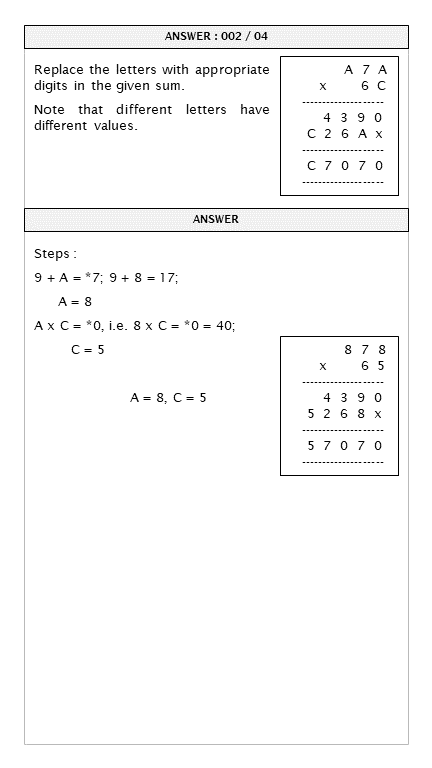 ANSWER : 002 / 04
Replace the letters with appropriate
digits in the given sum.
Note that different letters have
different values.
A 7 A
x 6 C
--------------------
4 3 9 0
C 2 6 A x
--------------------
C 7 0 7 0
--------------------
ANSWER
Steps :
9 + A = *7; 9 + 8 = 17;
A = 8
A x C = *0, i.e. 8 x C = *0 = 40;
C = 5
A = 8, C = 5
8 7 8
x 6 5
--------------------
4 3 9 0
5 2 6 8 x
--------------------
5 7 0 7 0
--------------------